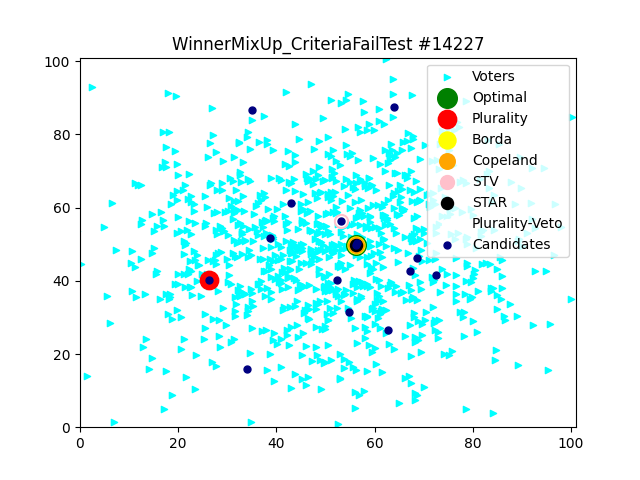 WinnerMixUp_CriteriaFailTest #14227
100
80
60
40
20
0
0
20
40
60
80
100
Voters
Optimal
Plurality
Borda
Copeland
STV
STAR
Plurality-Veto
Candidates